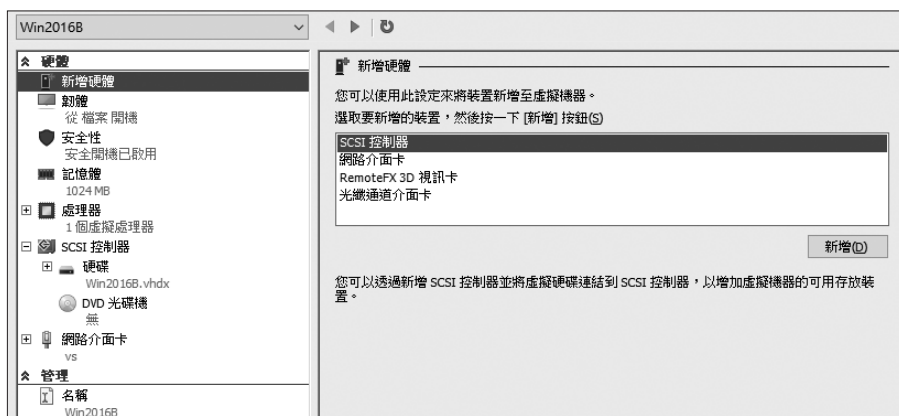 Win2016B
硬體
新增硬體
韌體
從 檔案 開機
安全性
安全開機已啟用
記憶體
1024 MB
處理器
1 個虛擬處理器
SCSI 控制器
硬碟
Win2016B.vhdx
DVD 光碟機
無
網路介面卡
vs
管理
名稱
Win2016B
新增硬體
您可以使用此設定來將裝置新增至虛擬機器。
選取要新增的裝置，然後按一下 [新增] 按鈕(S)
SCSI 控制器
網路介面卡
RemoteFX 3D 視訊卡
光纖通道介面卡
新增(D)
您可以透過新增 SCSI 控制器並將虛擬硬碟連結到 SCSI 控制器，以增加虛擬機器的可用存放裝
置。